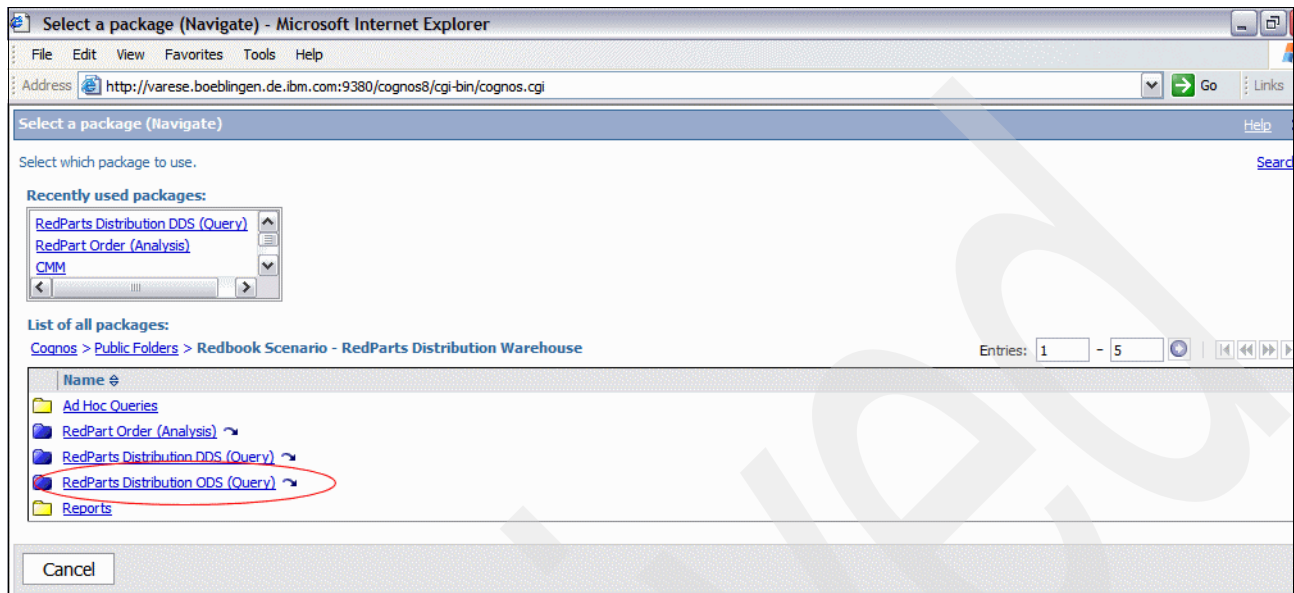 Select a package (Navigate) - Microsoft Internet Explorer
File Edit View Favorites Tools Help
Address http://varese.boeblingen.de.ibm.com:9380/cognos8/cgi-bin/cognos.cgi Go Links
Select a package (Navigate) Help
Select which package to use.
Recently used packages:
RedParts Distribution DDS (Query)
RedPart Order (Analysis)
CMM
List of all packages:
Cognos > Public Folders > Redbook Scenario - RedParts Distribution Warehouse Entries: 1 - 5
Name
Ad Hoc Queries
RedPart Order (Analysis)
RedParts Distribution DDS (Query)
RedParts Distribution ODS (Query)
Reports
Cancel